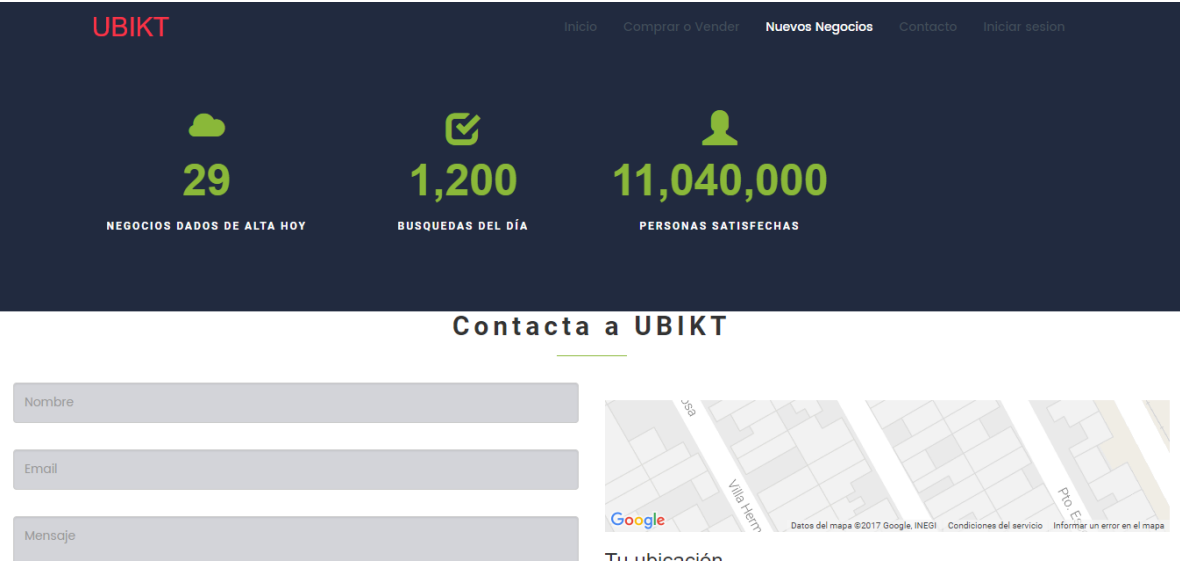 UBIKT
Inicio Comprar o Vender Nuevos Negocios Contacto Iniciar sesion
29
NEGOCIOS DADOS DE ALTA HOY
1,200
BUSQUEDAS DEL DÍA
11,040,000
PERSONAS SATISFECHAS
Contacta a UBIKT
Nombre
Email
Mensaje
Villa Herm
Pto.
Google
Datos del mapa ©2017 Google, INEGI Condiciones del servicio Informar un error en el mapa
Tu ubicación